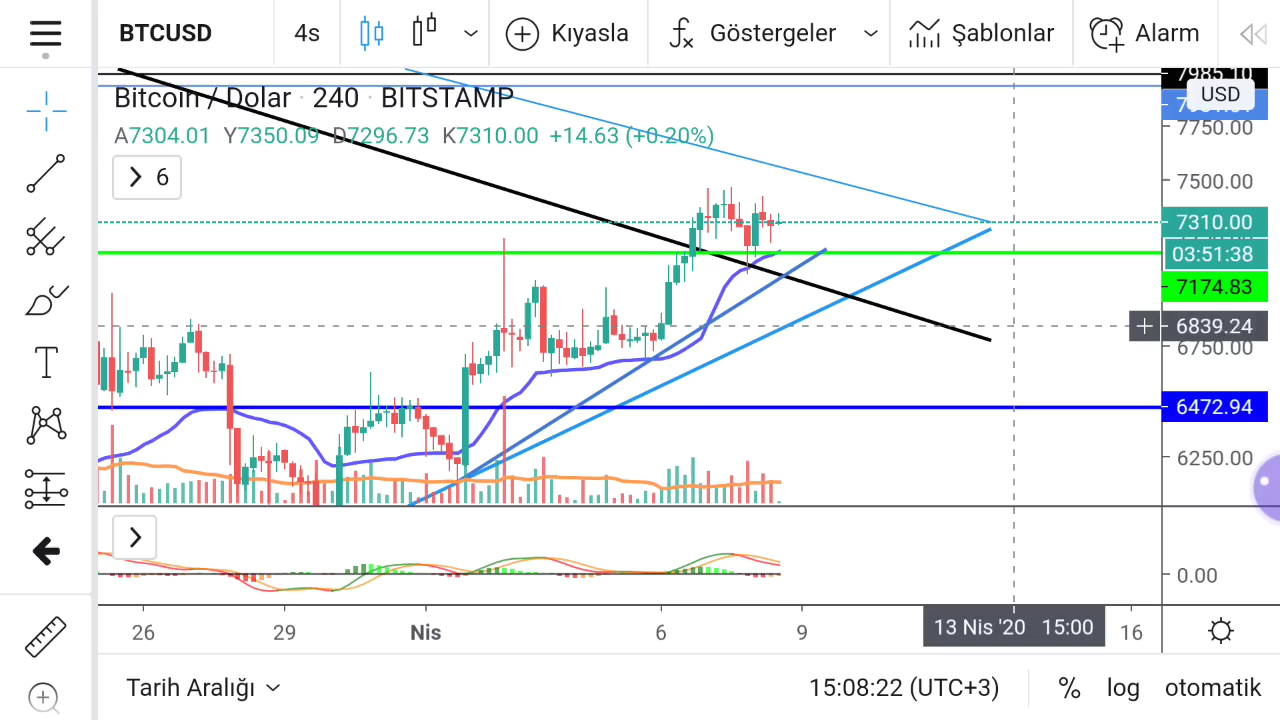 BTCUSD 4s Kıyasla Göstergeler Şablonlar Alarm
Bitcoin / Dolar · 240 · BITSTAMP
A7304.01 Y7350.09 D7296.73 K7310.00 +14.63 (+0.20%)
6
7985.10
USD
7750.00
7500.00
7310.00
03:51:38
7174.83
6839.24
6750.00
6472.94
6250.00
0.00
26 29 Nis 6 9 13 Nis '20 15:00 16
Tarih Aralığı 15:08:22 (UTC+3) % log otomatik